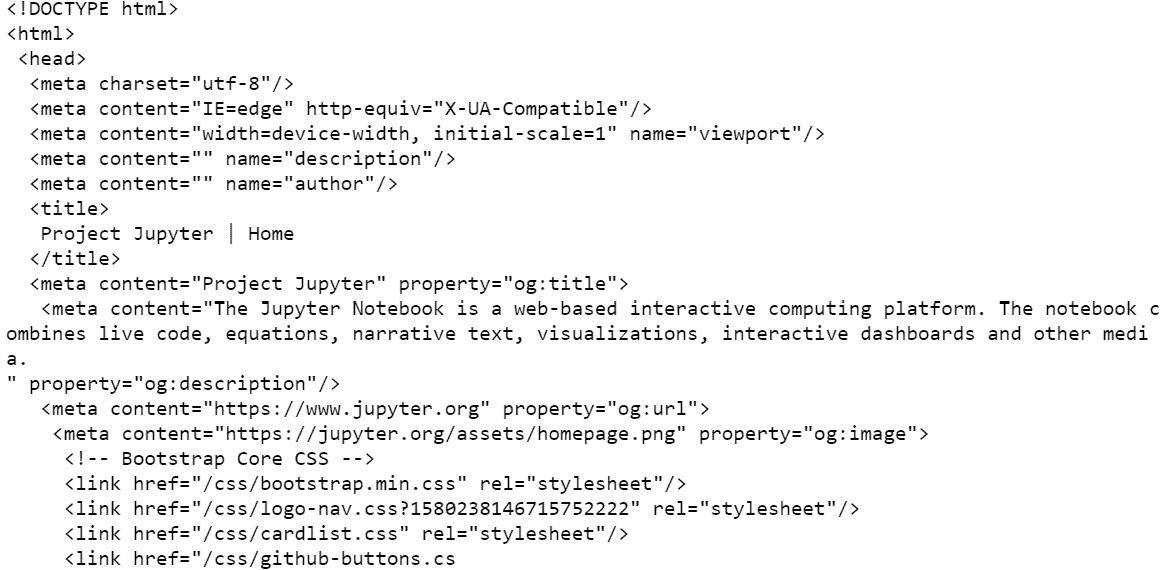 <!DOCTYPE html>
<html>
 <head>
  <meta charset="utf-8"/>
  <meta content="IE=edge" http-equiv="X-UA-Compatible"/>
  <meta content="width=device-width, initial-scale=1" name="viewport"/>
  <meta content="" name="description"/>
  <meta content="" name="author"/>
  <title>
   Project Jupyter | Home
  </title>
  <meta content="Project Jupyter" property="og:title">
   <meta content="The Jupyter Notebook is a web-based interactive computing platform. The notebook c
ombines live code, equations, narrative text, visualizations, interactive dashboards and other medi
a.
" property="og:description"/>
   <meta content="https://www.jupyter.org" property="og:url">
    <meta content="https://jupyter.org/assets/homepage.png" property="og:image">
     <!-- Bootstrap Core CSS -->
     <link href="/css/bootstrap.min.css" rel="stylesheet"/>
     <link href="/css/logo-nav.css?1580238146715752222" rel="stylesheet"/>
     <link href="/css/cardlist.css" rel="stylesheet"/>
     <link href="/css/github-buttons.cs